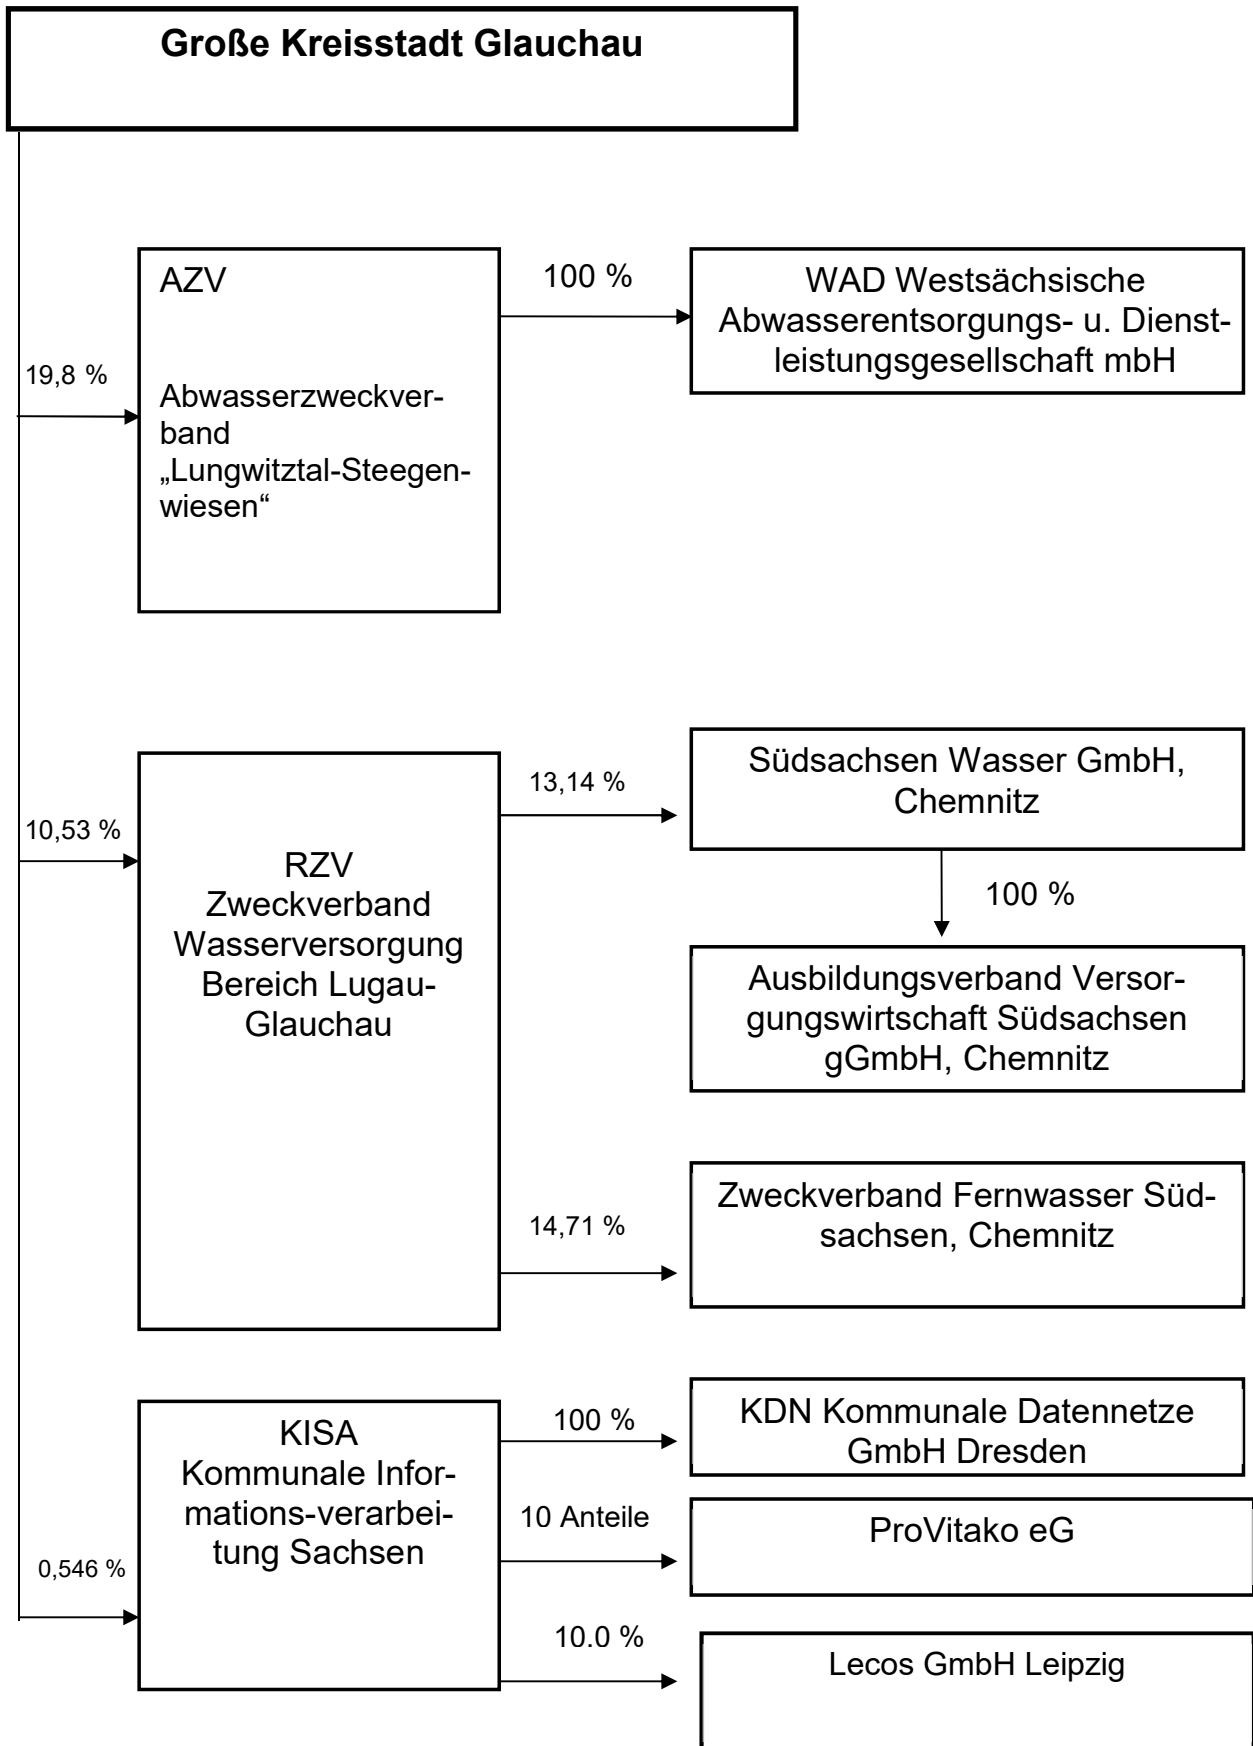 Große Kreisstadt Glauchau
AZV
Abwasserzweckver-
band
„Lungwitztal-Steegen-
wiesen“
19,8 %
100 %
WAD Westsächsische
Abwasserentsorgungs- u. Dienst-
leistungsgesellschaft mbH
10,53 %
RZV
Zweckverband
Wasserversorgung
Bereich Lugau-
Glauchau
13,14 %
Südsachsen Wasser GmbH,
Chemnitz
100 %
Ausbildungsverband Versor-
gungswirtschaft Südsachsen
gGmbH, Chemnitz
14,71 %
Zweckverband Fernwasser Süd-
sachsen, Chemnitz
0,546 %
KISA
Kommunale Infor-
mations-verarbei-
tung Sachsen
100 %
KDN Kommunale Datennetze
GmbH Dresden
10 Anteile
ProVitako eG
10.0 %
Lecos GmbH Leipzig